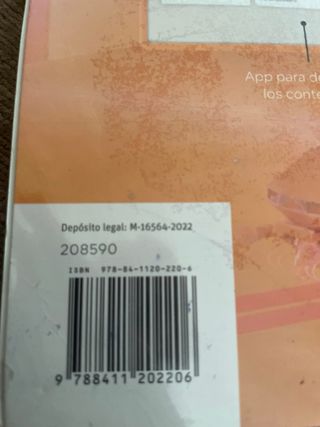 App para de
los conte
Depósito legal: M-16564-2022
208590
ISBN 978-84-1120-220-6
9 788411 202206